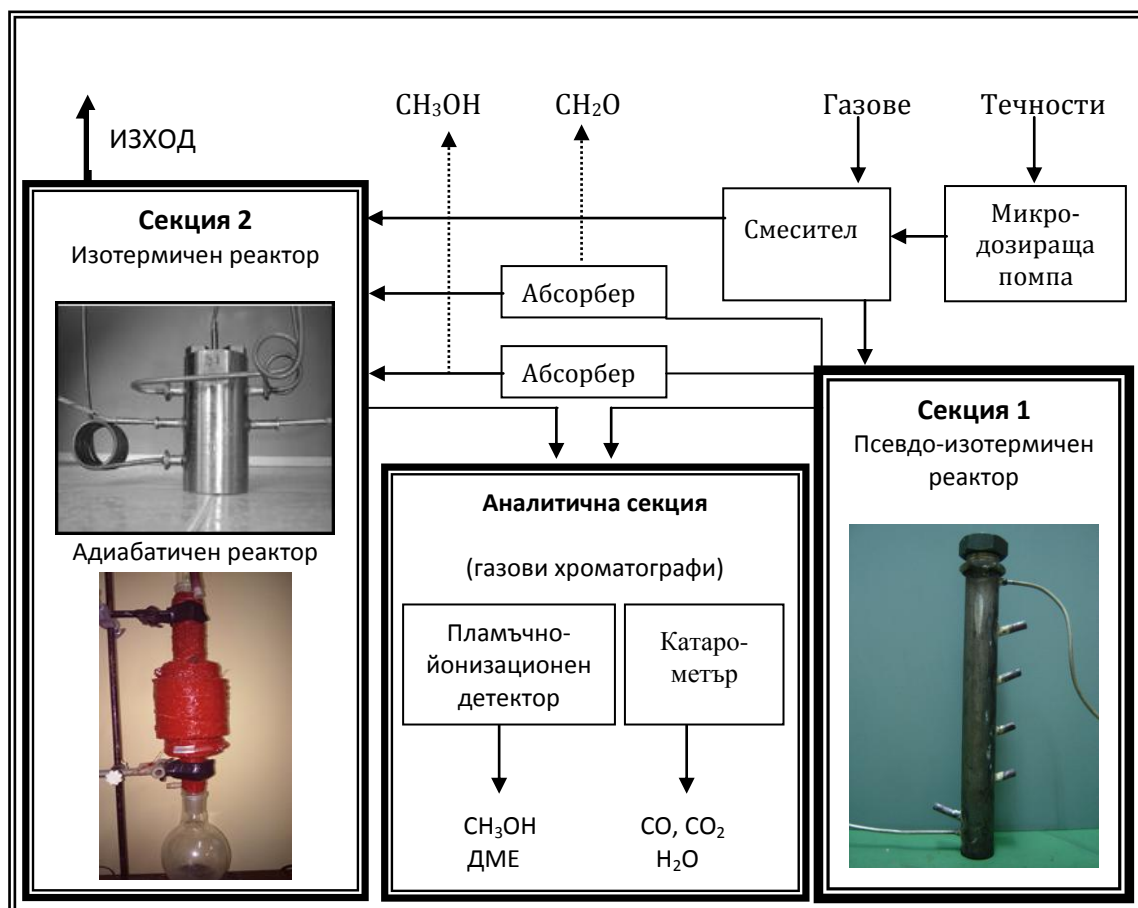 CH₃OH
CH₂O
Газове
Течности
ИЗХОД
Секция 2
Изотермичен реактор
Адиабатичен реактор
Смесител
Микро-
дозираща
помпа
Абсорбер
Абсорбер
Секция 1
Псевдо-изотермичен
реактор
Аналитична секция
(газови хроматографи)
Пламъчно-
йонизационен
детектор
Катаро-
метър
CH₃OH
ДМЕ
CO, CO₂
H₂O